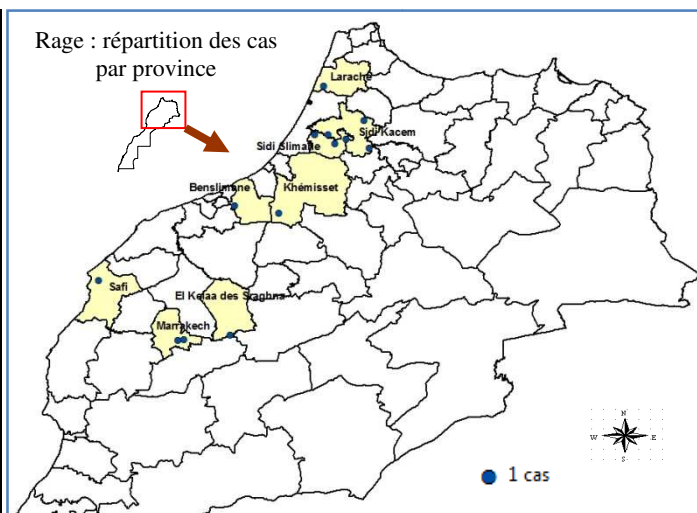 Rage : répartition des cas
par province
Larache
Sidi Kacem
Sidi Slimane
Benslimane
Khémisset
Safi
El Kelaa des Sraghna
Marrakech
N
W E
S
1 cas